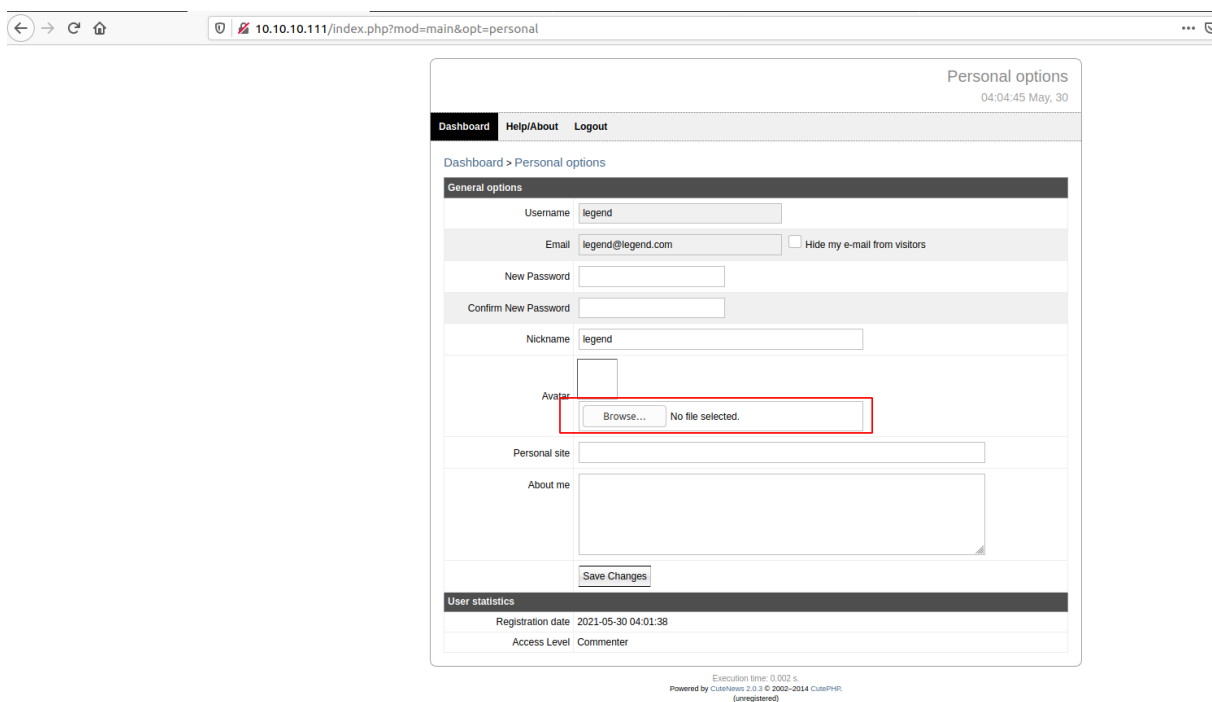 10.10.10.111/index.php?mod=main&opt=personal
Personal options
04:04:45 May, 30
Dashboard Help/About Logout
Dashboard > Personal options
General options
Username legend
Email legend@legend.com Hide my e-mail from visitors
New Password
Confirm New Password
Nickname legend
Avatar
Browse... No file selected.
Personal site
About me
Save Changes
User statistics
Registration date 2021-05-30 04:01:38
Access Level Commenter
Execution time: 0.002 s.
Powered by CuteNews 2.0.3 © 2002–2014 CutePHP.
(unregistered)